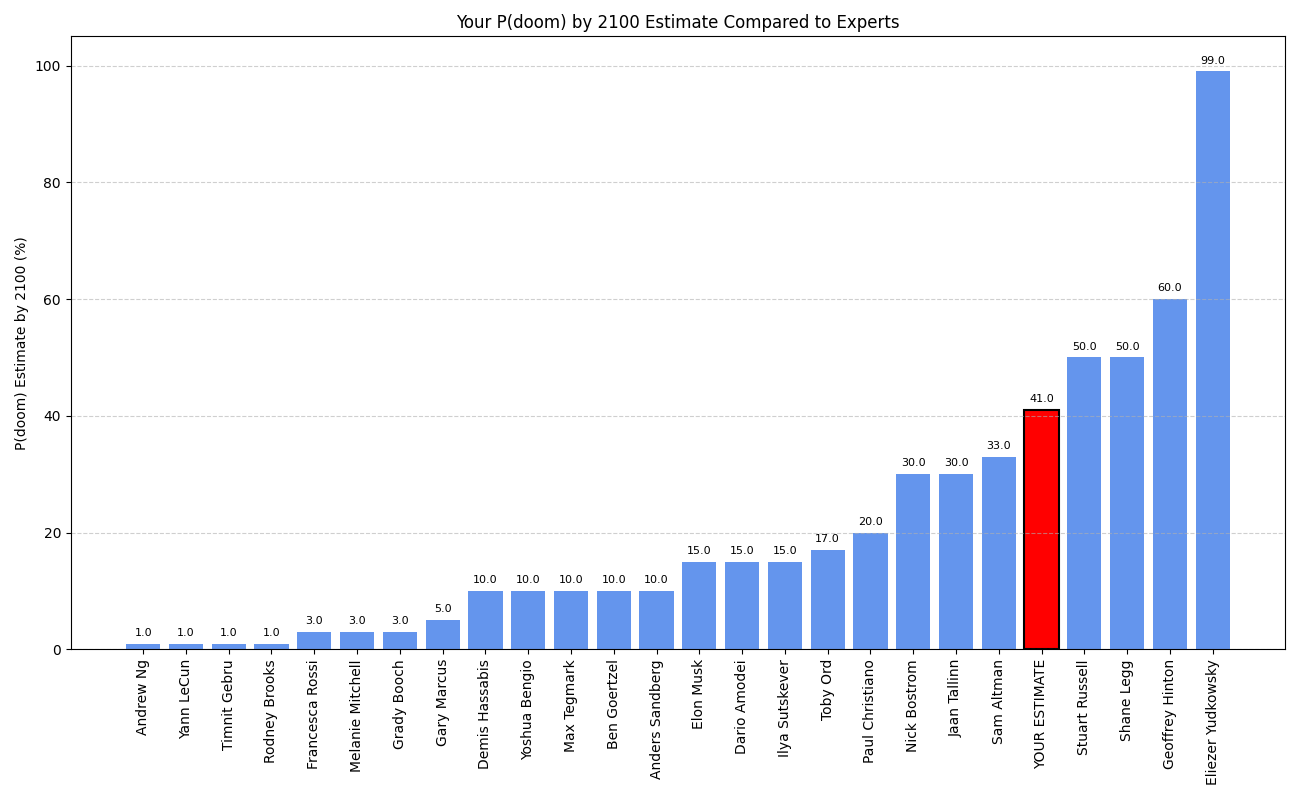 Your P(doom) by 2100 Estimate Compared to Experts
P(doom) Estimate by 2100 (%)
100
80
60
40
20
0
1.0
1.0
1.0
1.0
3.0
3.0
3.0
5.0
10.0
10.0
10.0
10.0
10.0
15.0
15.0
15.0
17.0
20.0
30.0
30.0
33.0
41.0
50.0
50.0
60.0
99.0
Andrew Ng
Yann LeCun
Timnit Gebru
Rodney Brooks
Francesca Rossi
Melanie Mitchell
Grady Booch
Gary Marcus
Demis Hassabis
Yoshua Bengio
Max Tegmark
Ben Goertzel
Anders Sandberg
Elon Musk
Dario Amodei
Ilya Sutskever
Toby Ord
Paul Christiano
Nick Bostrom
Jaan Tallinn
Sam Altman
YOUR ESTIMATE
Stuart Russell
Shane Legg
Geoffrey Hinton
Eliezer Yudkowsky